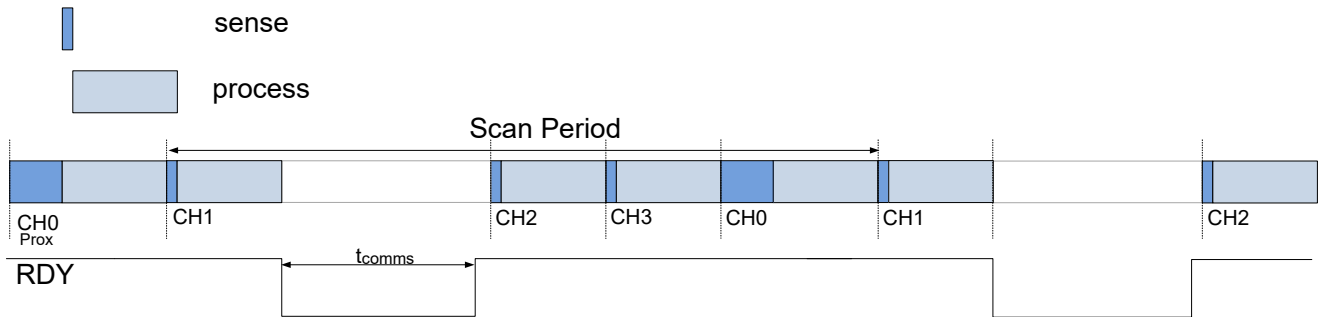 sense
process
Scan Period
CH0
Prox
CH1
CH2
CH3
CH0
CH1
CH2
RDY
tcomms